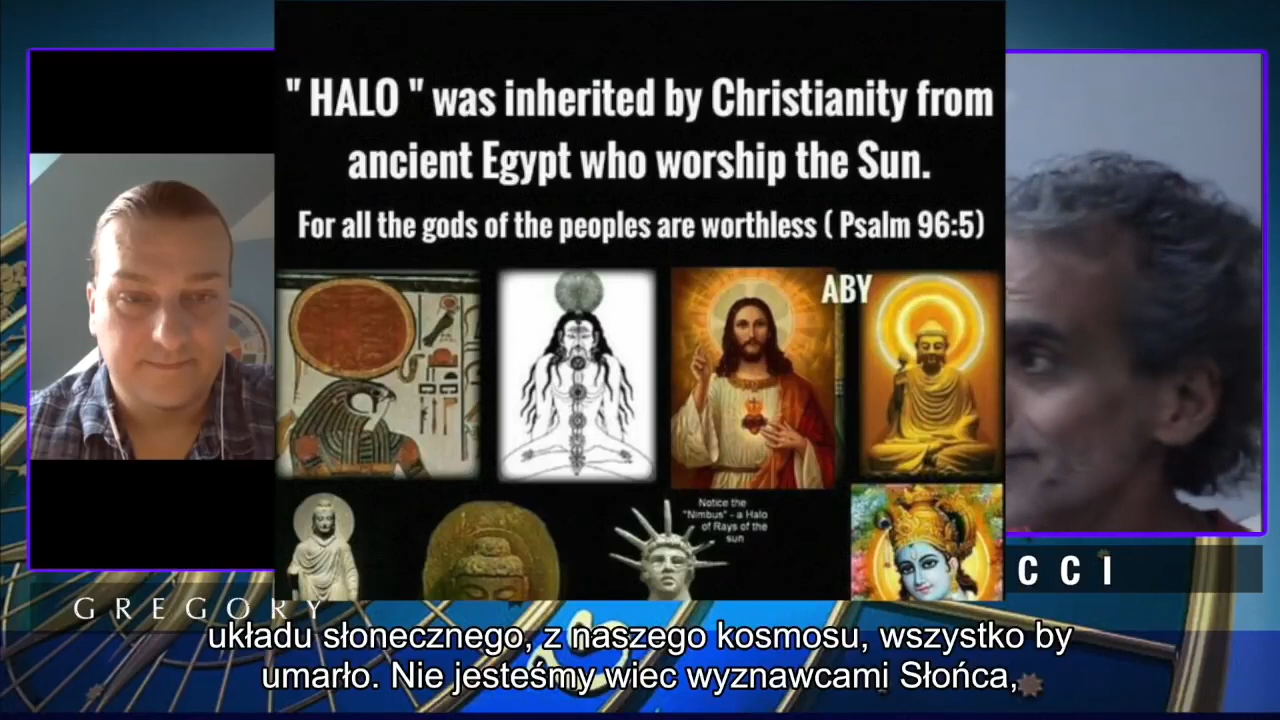 " HALO " was inherited by Christianity from
ancient Egypt who worship the Sun.
For all the gods of the peoples are worthless ( Psalm 96:5)
ABY
Notice the
"Nimbus" - a Halo
of Rays of the
sun
CCI
GREGORY
układu słonecznego, z naszego kosmosu, wszystko by
umarło. Nie jesteśmy wiec wyznawcami Słońca,